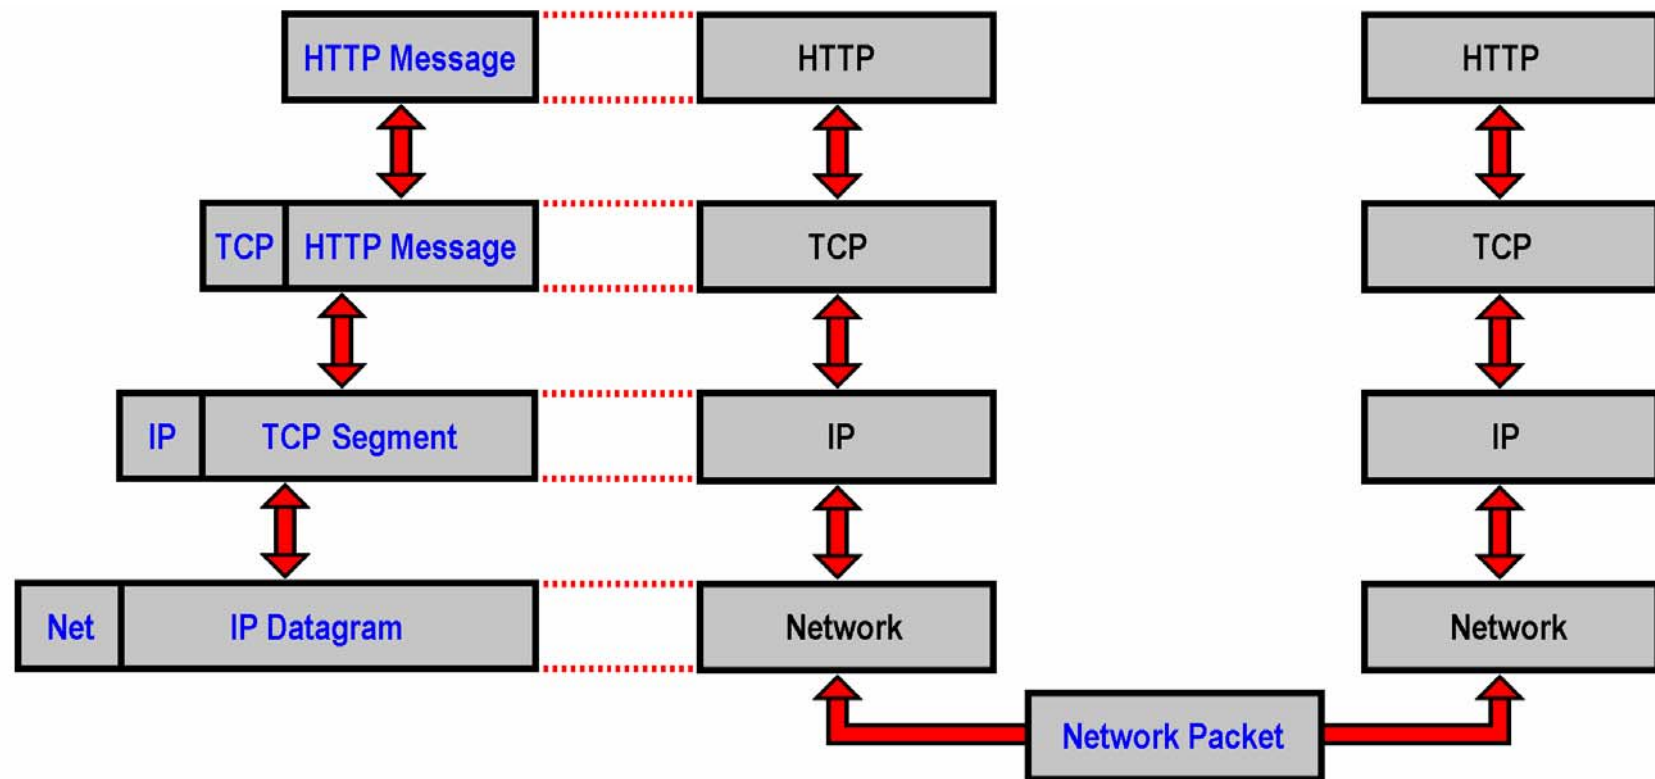 HTTP Message
HTTP
HTTP
TCP
HTTP Message
TCP
TCP
IP
TCP Segment
IP
IP
Net
IP Datagram
Network
Network
Network Packet